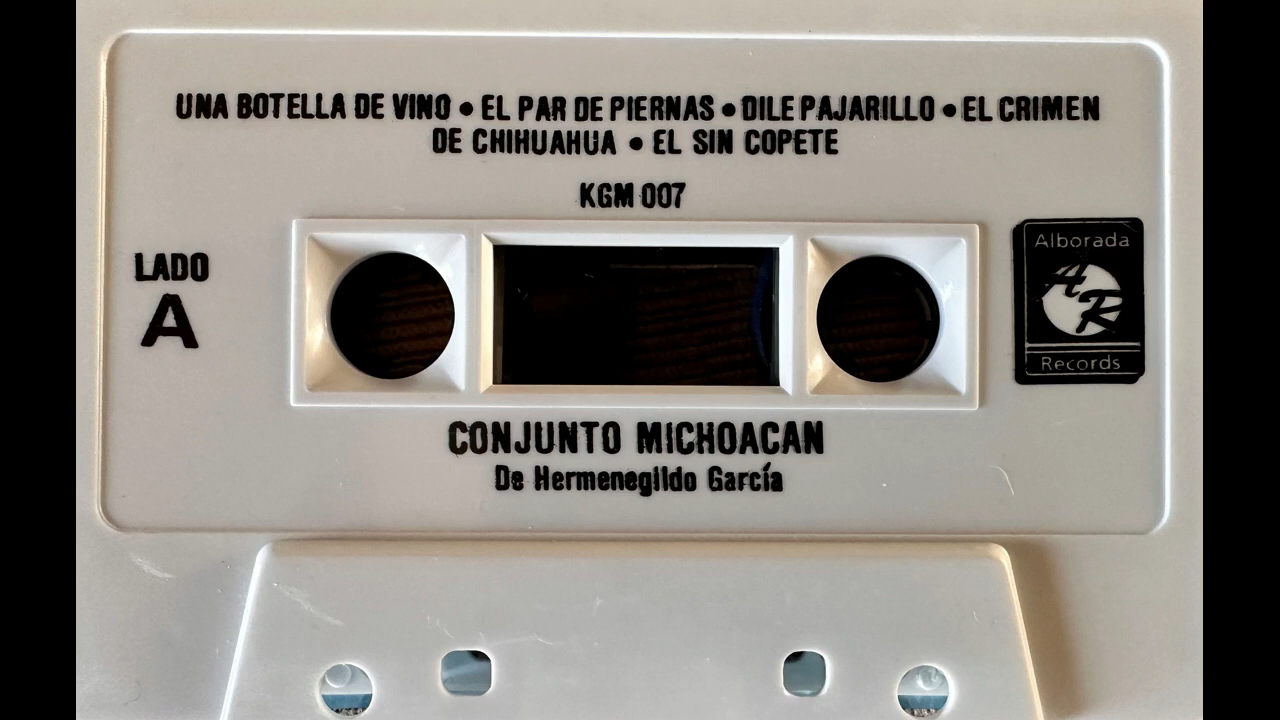 UNA BOTELLA DE VINO • EL PAR DE PIERNAS • DILE PAJARILLO • EL CRIMEN
DE CHIHUAHUA • EL SIN COPETE
KGM 007
LADO
A
Alborada
AR
Records
CONJUNTO MICHOACAN
De Hermenegildo García